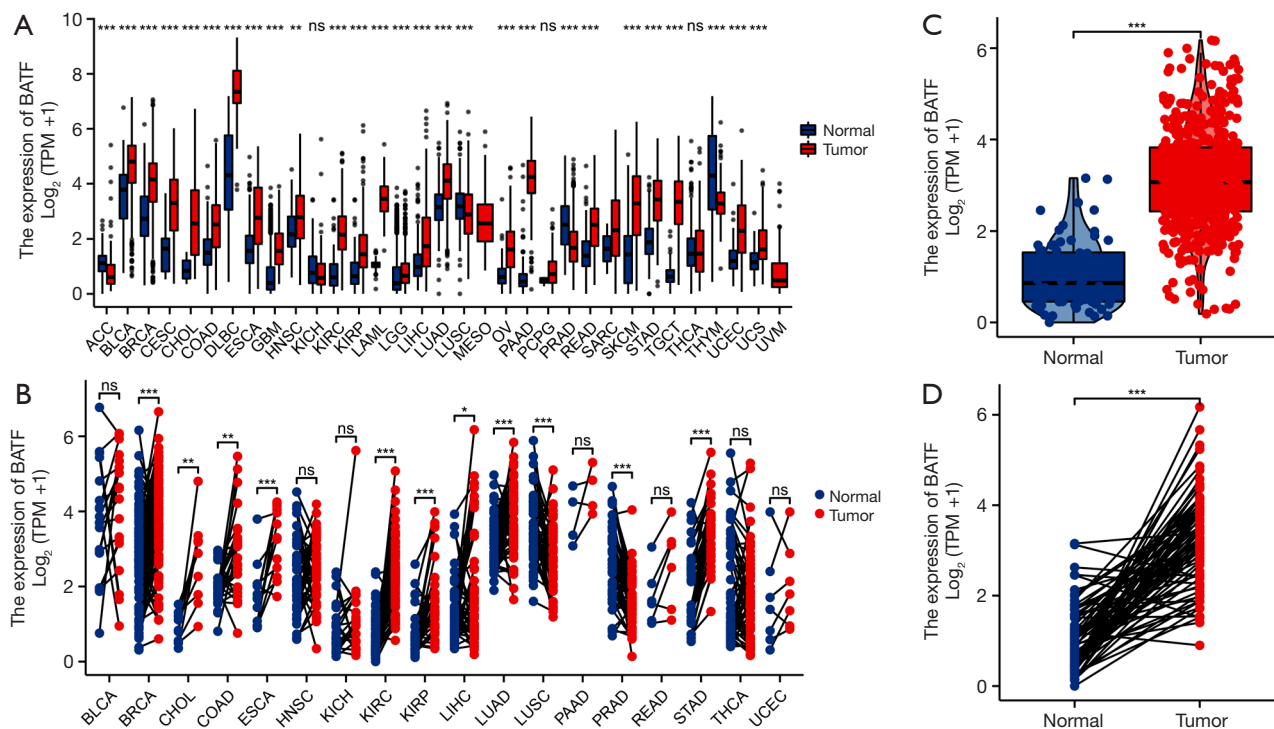 A
The expression of BATF
Log2 (TPM +1)
10
8
6
4
2
0
*** *** *** *** *** *** *** *** *** ** ns *** *** *** *** *** *** *** *** *** ns *** *** *** *** *** ns *** *** ***
Normal
Tumor
ACC BLCA BRCA CESC CHOL COAD DLBC ESCA GBM HNSC KICH KIRC KIRP LAML LGG LIHC LUAD LUSC MESO OV PAAD PCPG PRAD READ SARC SKCM STAD TGCT THCA THYM UCEC UCS UVM
B
The expression of BATF
Log2 (TPM +1)
6
4
2
0
ns *** ** ** *** ns ns *** *** * *** *** ns *** ns *** ns ns
Normal
Tumor
BLCA BRCA CHOL COAD ESCA HNSC KICH KIRC KIRP LIHC LUAD LUSC PAAD PRAD READ STAD THCA UCEC
C
The expression of BATF
Log2 (TPM +1)
6
4
2
0
***
Normal Tumor
D
The expression of BATF
Log2 (TPM +1)
6
4
2
0
***
Normal Tumor